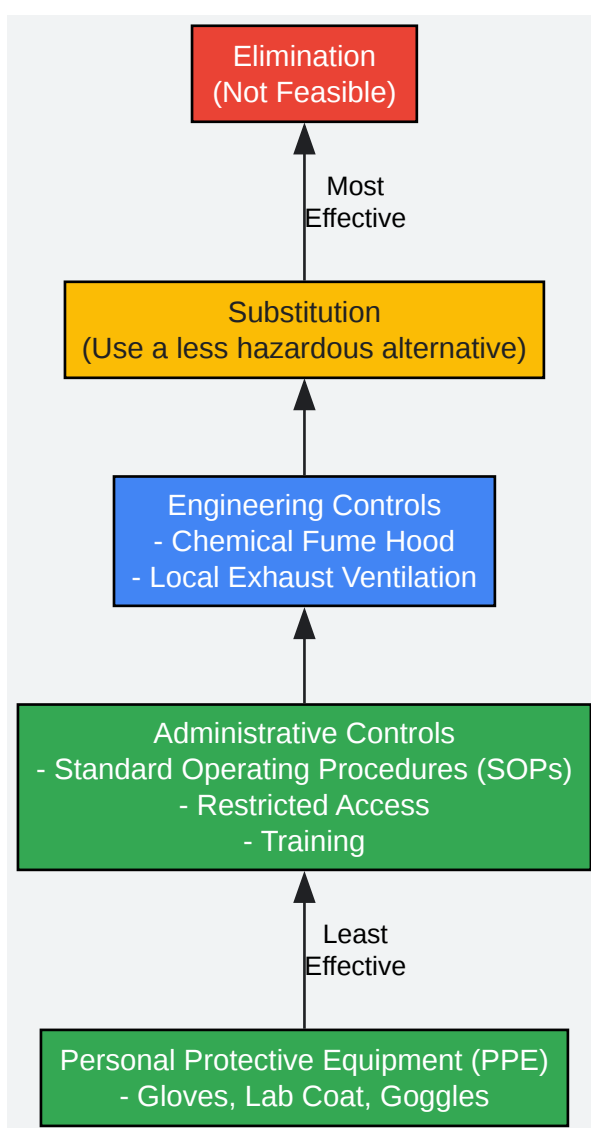 Elimination
(Not Feasible)
Most
Effective
Substitution
(Use a less hazardous alternative)
Engineering Controls
- Chemical Fume Hood
- Local Exhaust Ventilation
Administrative Controls
- Standard Operating Procedures (SOPs)
- Restricted Access
- Training
Least
Effective
Personal Protective Equipment (PPE)
- Gloves, Lab Coat, Goggles